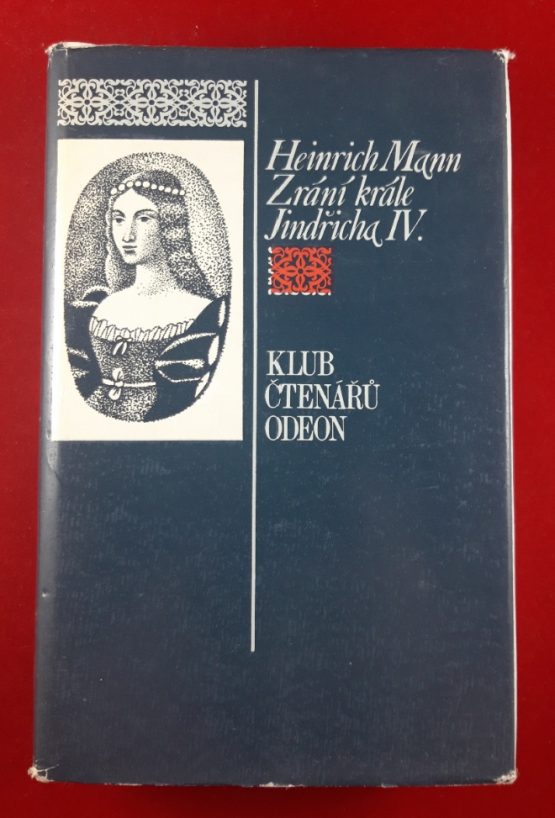 Heinrich Mann
Zrání krále
Jindřicha IV.
KLUB
ČTENÁŘŮ
ODEON